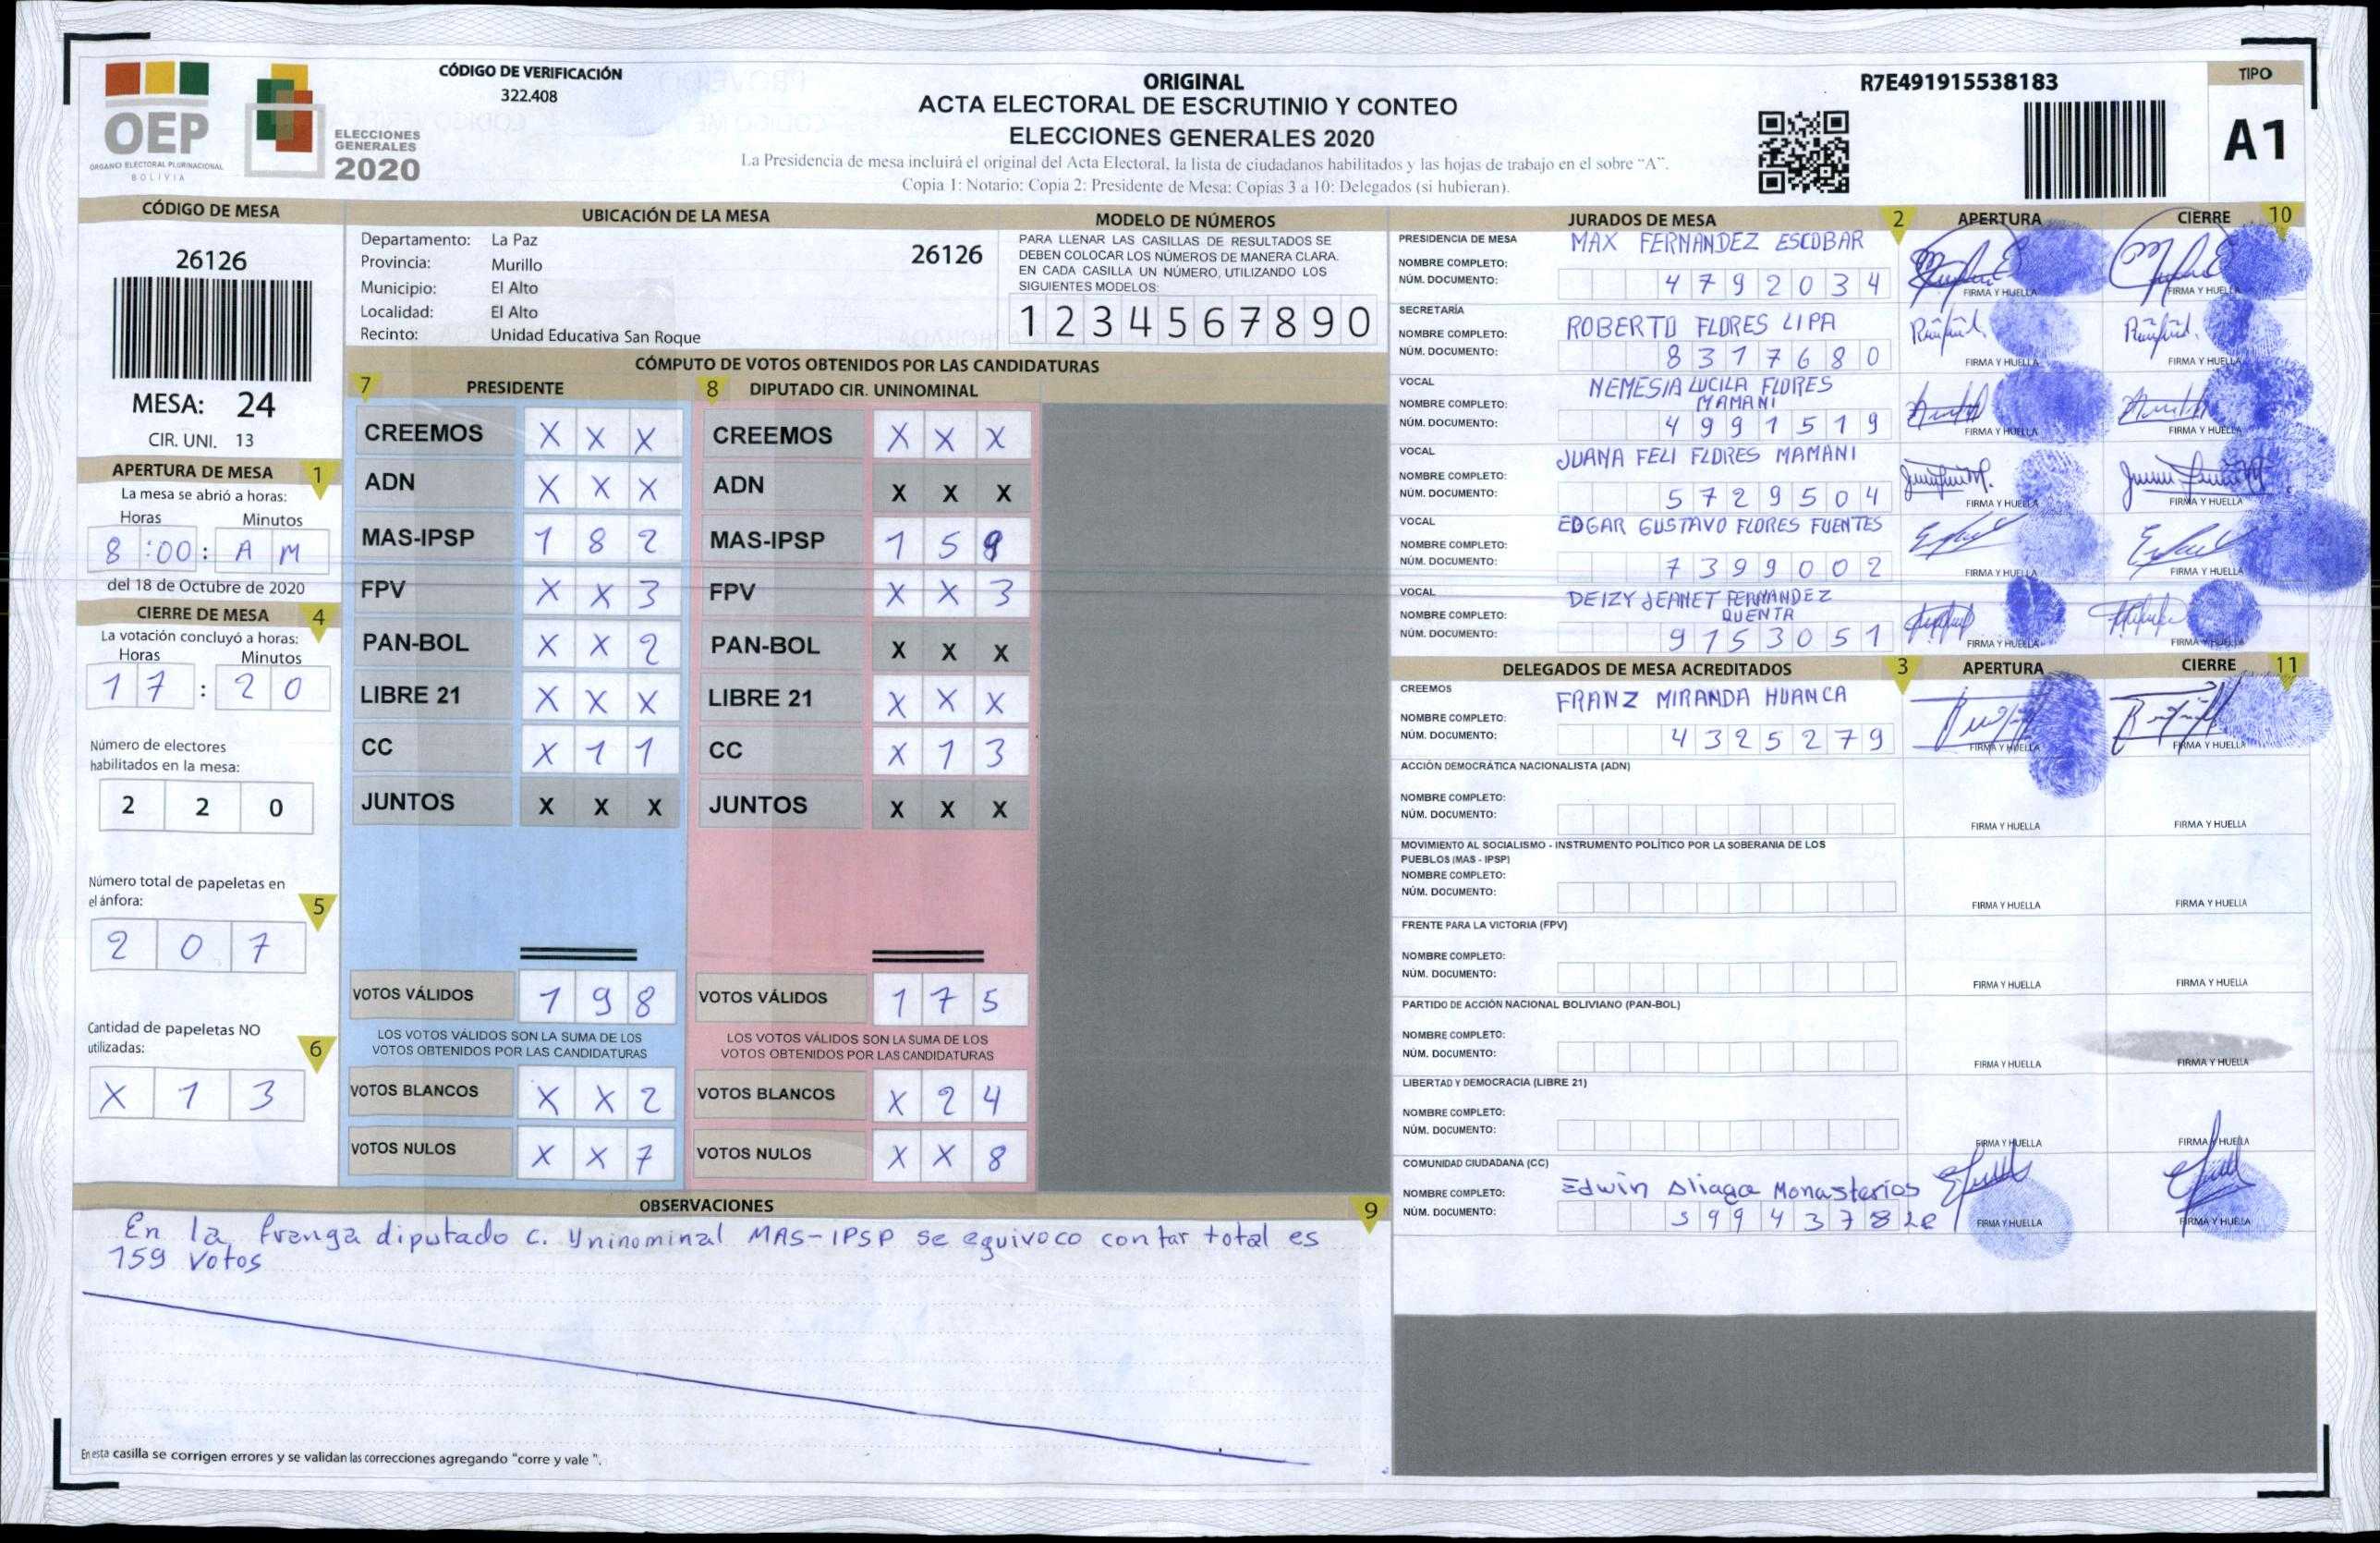 OEP
ORGANO ELECTORAL PLURINACIONAL
BOLIVIA
ELECCIONES
GENERALES
2020
CÓDIGO DE VERIFICACIÓN
322.408
ORIGINAL
ACTA ELECTORAL DE ESCRUTINIO Y CONTEO
ELECCIONES GENERALES 2020
La Presidencia de mesa incluirá el original del Acta Electoral, la lista de ciudadanos habilitados y las hojas de trabajo en el sobre "A".
Copia 1: Notario: Copia 2: Presidente de Mesa: Copias 3 a 10: Delegados (si hubieran).
R7E491915538183
TIPO
A1
CÓDIGO DE MESA
26126
MESA: 24
CIR. UNI. 13
APERTURA DE MESA 1
La mesa se abrió a horas:
Horas Minutos
8 :00: A M
del 18 de Octubre de 2020
CIERRE DE MESA 4
La votación concluyó a horas:
Horas Minutos
1 7 : 2 0
Número de electores
habilitados en la mesa:
2 2 0
Número total de papeletas en
el ánfora: 5
2 0 7
Cantidad de papeletas NO
utilizadas: 6
X 1 3
UBICACIÓN DE LA MESA
Departamento: La Paz 26126
Provincia: Murillo
Municipio: El Alto
Localidad: El Alto
Recinto: Unidad Educativa San Roque
MODELO DE NÚMEROS
PARA LLENAR LAS CASILLAS DE RESULTADOS SE
DEBEN COLOCAR LOS NÚMEROS DE MANERA CLARA.
EN CADA CASILLA UN NÚMERO, UTILIZANDO LOS
SIGUIENTES MODELOS:
1 2 3 4 5 6 7 8 9 0
CÓMPUTO DE VOTOS OBTENIDOS POR LAS CANDIDATURAS
7 PRESIDENTE
CREEMOS X X X
ADN X X X
MAS-IPSP 1 8 2
FPV X X 3
PAN-BOL X X 2
LIBRE 21 X X X
CC X 1 1
JUNTOS X X X
VOTOS VÁLIDOS 1 9 8
LOS VOTOS VÁLIDOS SON LA SUMA DE LOS
VOTOS OBTENIDOS POR LAS CANDIDATURAS
VOTOS BLANCOS X X 2
VOTOS NULOS X X 7
8 DIPUTADO CIR. UNINOMINAL
CREEMOS X X X
ADN X X X
MAS-IPSP 1 5 9
FPV X X 3
PAN-BOL X X X
LIBRE 21 X X X
CC X 1 3
JUNTOS X X X
VOTOS VÁLIDOS 1 7 5
LOS VOTOS VÁLIDOS SON LA SUMA DE LOS
VOTOS OBTENIDOS POR LAS CANDIDATURAS
VOTOS BLANCOS X 2 4
VOTOS NULOS X X 8
OBSERVACIONES 9
En la franga diputado c. Uninominal MAS-IPSP se equivoco contar total es
159 votos
En esta casilla se corrigen errores y se validan las correcciones agregando "corre y vale ".
JURADOS DE MESA 2 APERTURA CIERRE 10
PRESIDENCIA DE MESA MAX FERNANDEZ ESCOBAR
NOMBRE COMPLETO:
NÚM. DOCUMENTO: 4 7 9 2 0 3 4 FIRMA Y HUELLA FIRMA Y HUELLA
SECRETARÍA
NOMBRE COMPLETO: ROBERTO FLORES LIPA
NÚM. DOCUMENTO: 8 3 1 7 6 8 0 FIRMA Y HUELLA FIRMA Y HUELLA
VOCAL NEMESIA LUCILA FLORES
NOMBRE COMPLETO: MAMANI
NÚM. DOCUMENTO: 4 9 9 1 5 1 9 FIRMA Y HUELLA FIRMA Y HUELLA
VOCAL JUANA FELI FLORES MAMANI
NOMBRE COMPLETO:
NÚM. DOCUMENTO: 5 7 2 9 5 0 4 FIRMA Y HUELLA FIRMA Y HUELLA
VOCAL EDGAR GUSTAVO FLORES FUENTES
NOMBRE COMPLETO:
NÚM. DOCUMENTO: 7 3 9 9 0 0 2 FIRMA Y HUELLA FIRMA Y HUELLA
VOCAL DEIZY JEANET FERNANDEZ
NOMBRE COMPLETO: QUENTA
NÚM. DOCUMENTO: 9 1 5 3 0 5 1 FIRMA Y HUELLA FIRMA Y HUELLA
DELEGADOS DE MESA ACREDITADOS 3 APERTURA CIERRE 11
CREEMOS FRANZ MIRANDA HUANCA
NOMBRE COMPLETO:
NÚM. DOCUMENTO: 4 3 2 5 2 7 9 FIRMA Y HUELLA FIRMA Y HUELLA
ACCIÓN DEMOCRÁTICA NACIONALISTA (ADN)
NOMBRE COMPLETO:
NÚM. DOCUMENTO: FIRMA Y HUELLA FIRMA Y HUELLA
MOVIMIENTO AL SOCIALISMO - INSTRUMENTO POLÍTICO POR LA SOBERANIA DE LOS
PUEBLOS (MAS - IPSP)
NOMBRE COMPLETO:
NÚM. DOCUMENTO: FIRMA Y HUELLA FIRMA Y HUELLA
FRENTE PARA LA VICTORIA (FPV)
NOMBRE COMPLETO:
NÚM. DOCUMENTO: FIRMA Y HUELLA FIRMA Y HUELLA
PARTIDO DE ACCIÓN NACIONAL BOLIVIANO (PAN-BOL)
NOMBRE COMPLETO:
NÚM. DOCUMENTO: FIRMA Y HUELLA FIRMA Y HUELLA
LIBERTAD Y DEMOCRACIA (LIBRE 21)
NOMBRE COMPLETO:
NÚM. DOCUMENTO: FIRMA Y HUELLA FIRMA Y HUELLA
COMUNIDAD CIUDADANA (CC)
NOMBRE COMPLETO: Edwin Aliaga Monasterios
NÚM. DOCUMENTO: 5 9 9 4 3 7 8 LP FIRMA Y HUELLA FIRMA Y HUELLA